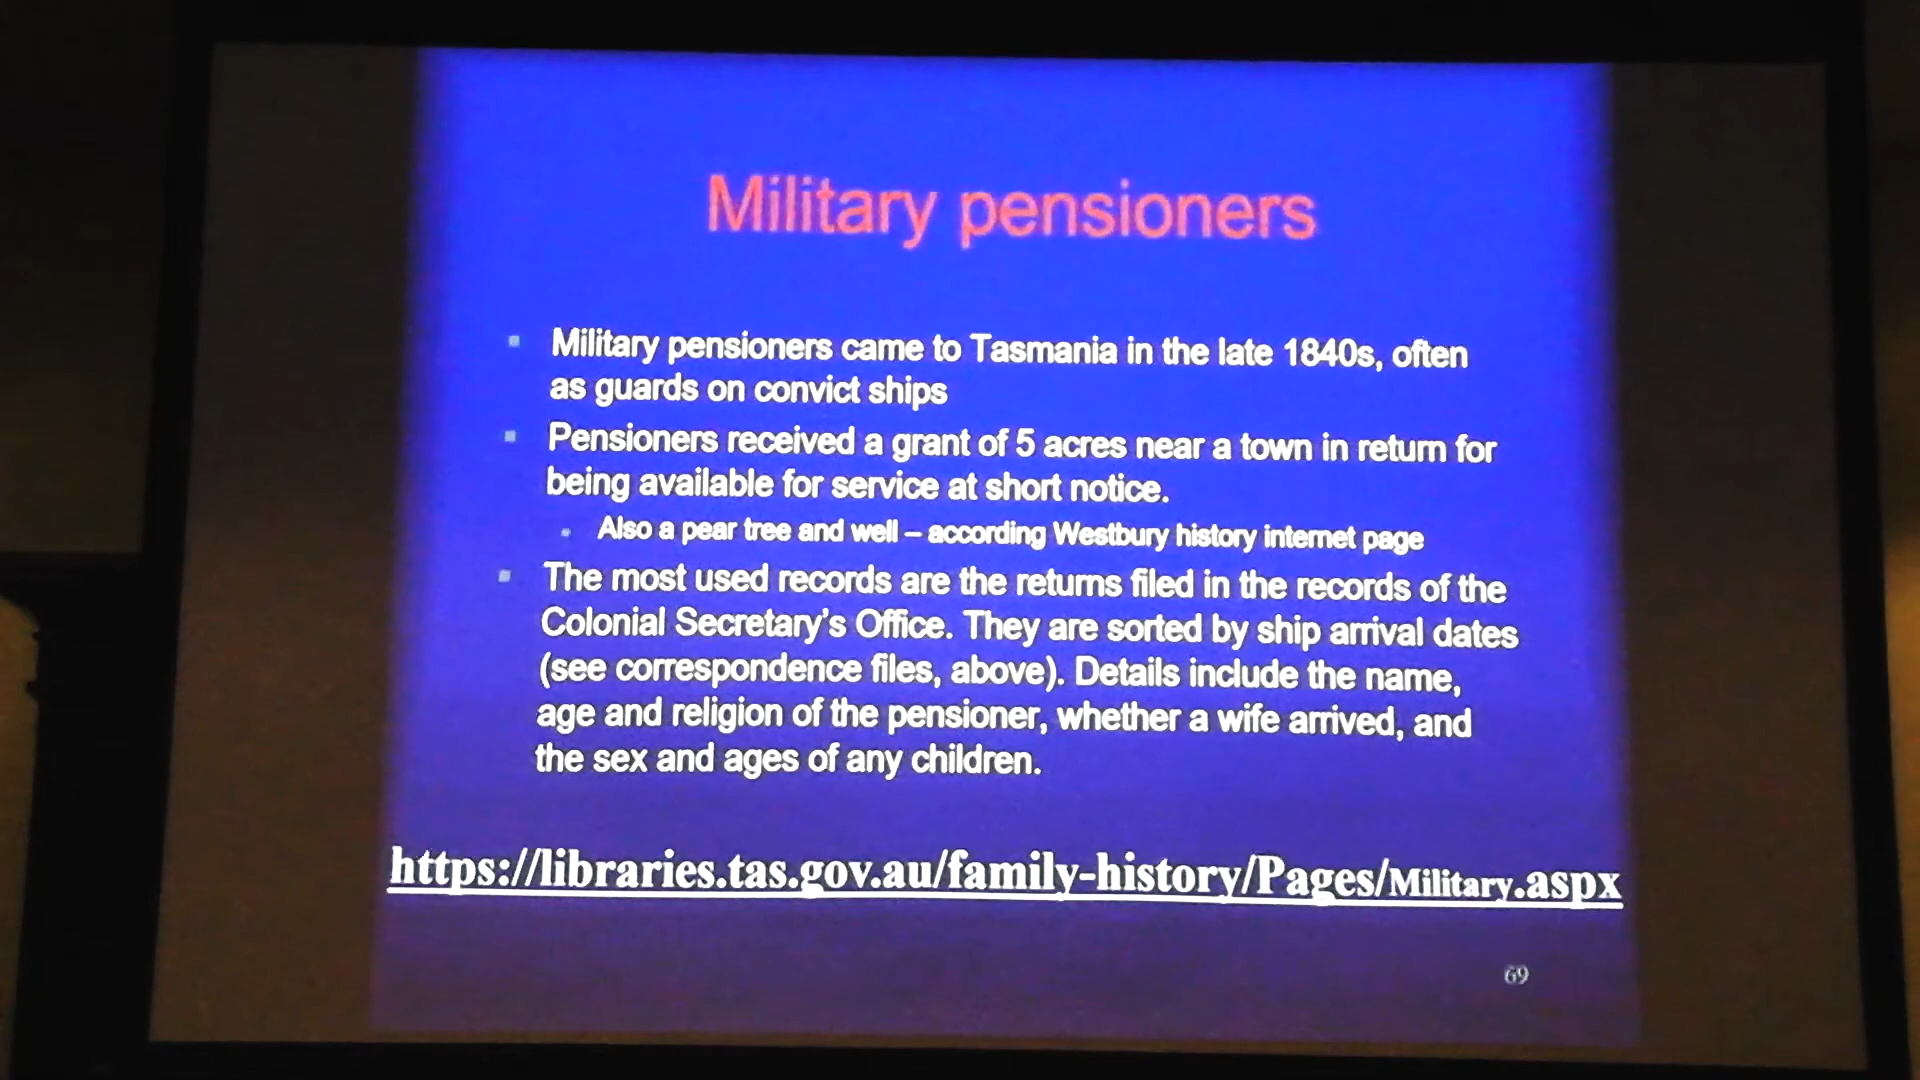 Military pensioners
Military pensioners came to Tasmania in the late 1840s, often
as guards on convict ships
Pensioners received a grant of 5 acres near a town in return for
being available for service at short notice.
Also a pear tree and well – according Westbury history internet page
The most used records are the returns filed in the records of the
Colonial Secretary's Office. They are sorted by ship arrival dates
(see correspondence files, above). Details include the name,
age and religion of the pensioner, whether a wife arrived, and
the sex and ages of any children.
https://libraries.tas.gov.au/family-history/Pages/Military.aspx
69